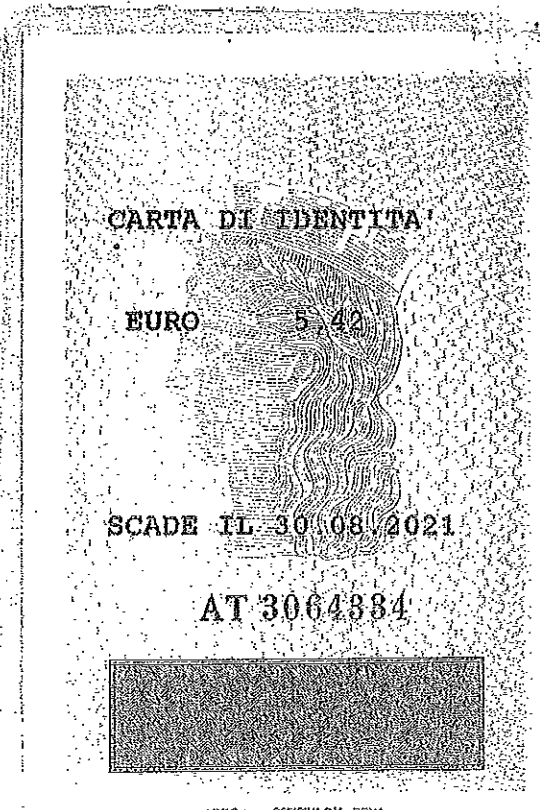 CARTA DI IDENTITA'
EURO 5,42
SCADE IL 30.08.2021
AT 3064334